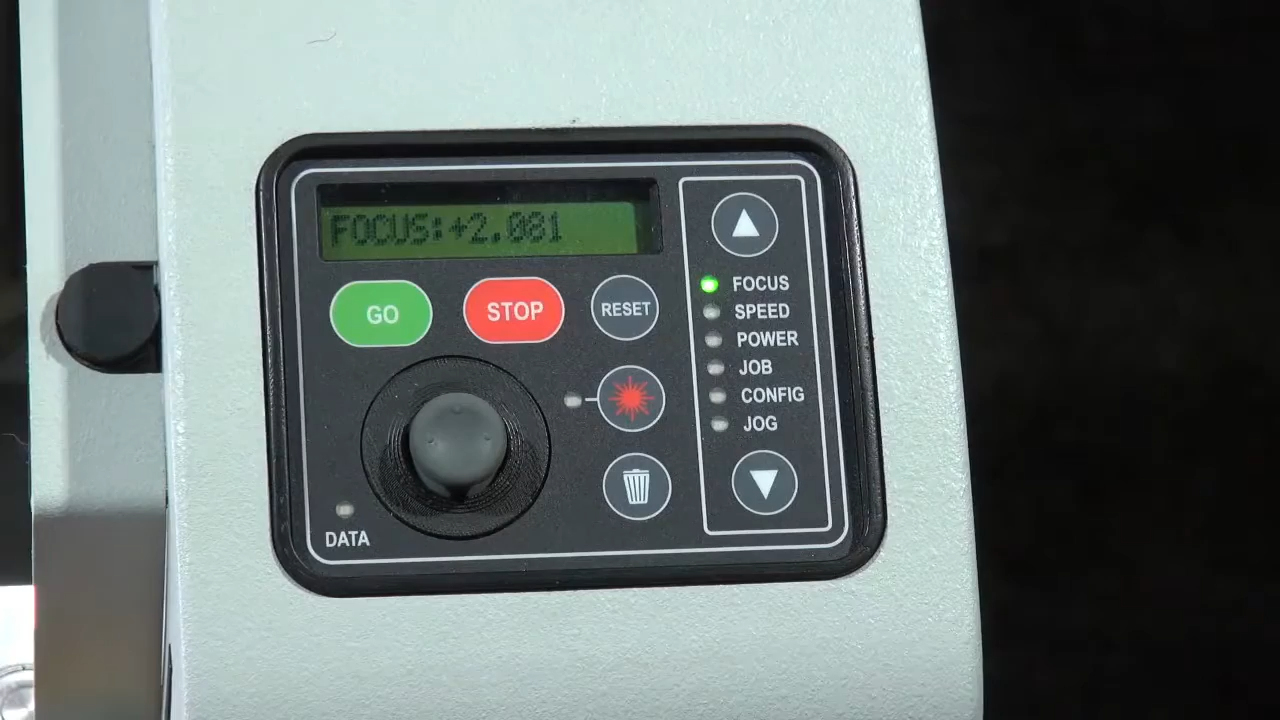 FOCUS:+2.081
GO
STOP
RESET
FOCUS
SPEED
POWER
JOB
CONFIG
JOG
DATA